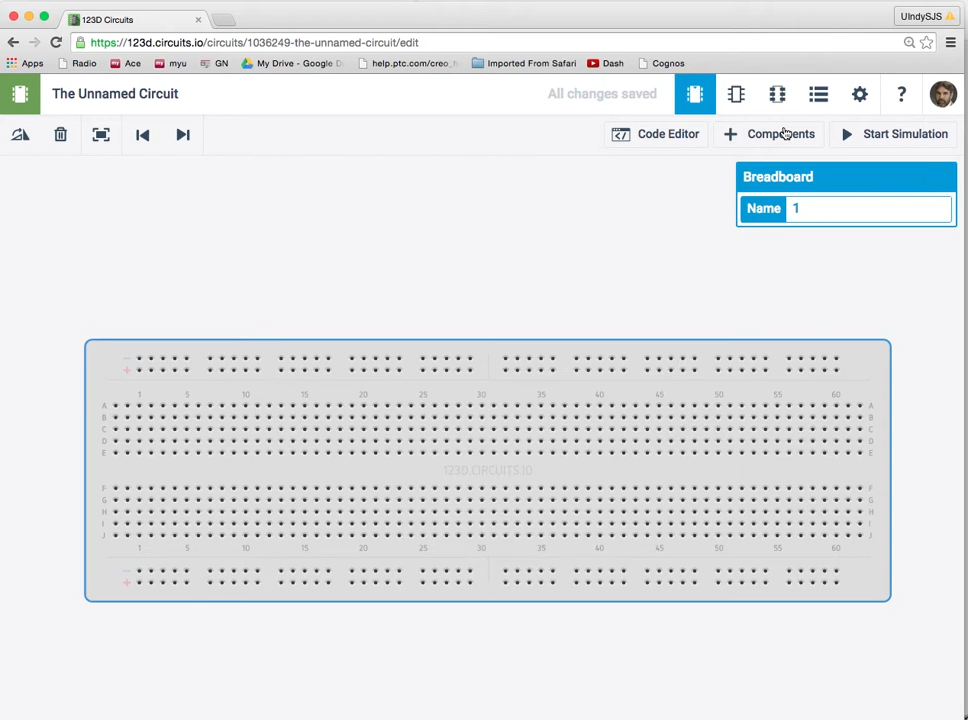 123D Circuits
UIndySJS
https://123d.circuits.io/circuits/1036249-the-unnamed-circuit/edit
Apps Radio Ace myu GN My Drive - Google D help.ptc.com/creo_h Imported From Safari Dash Cognos
The Unnamed Circuit All changes saved ?
Code Editor Components Start Simulation
Breadboard
Name 1
− 
+
1 5 10 15 20 25 30 35 40 45 50 55 60
A A
B B
C C
D D
E E
123D.CIRCUITS.IO
F F
G G
H H
I I
J J
1 5 10 15 20 25 30 35 40 45 50 55 60
−
+